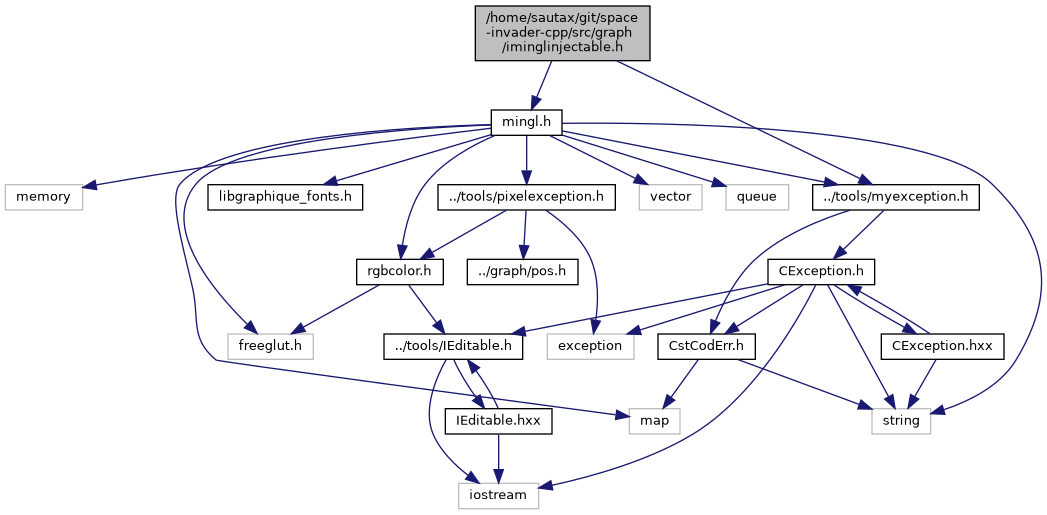 /home/sautax/git/space
-invader-cpp/src/graph
/iminglinjectable.h
mingl.h
memory
libgraphique_fonts.h
../tools/pixelexception.h
vector
queue
../tools/myexception.h
rgbcolor.h
../graph/pos.h
CException.h
freeglut.h
../tools/IEditable.h
exception
CstCodErr.h
CException.hxx
IEditable.hxx
map
string
iostream